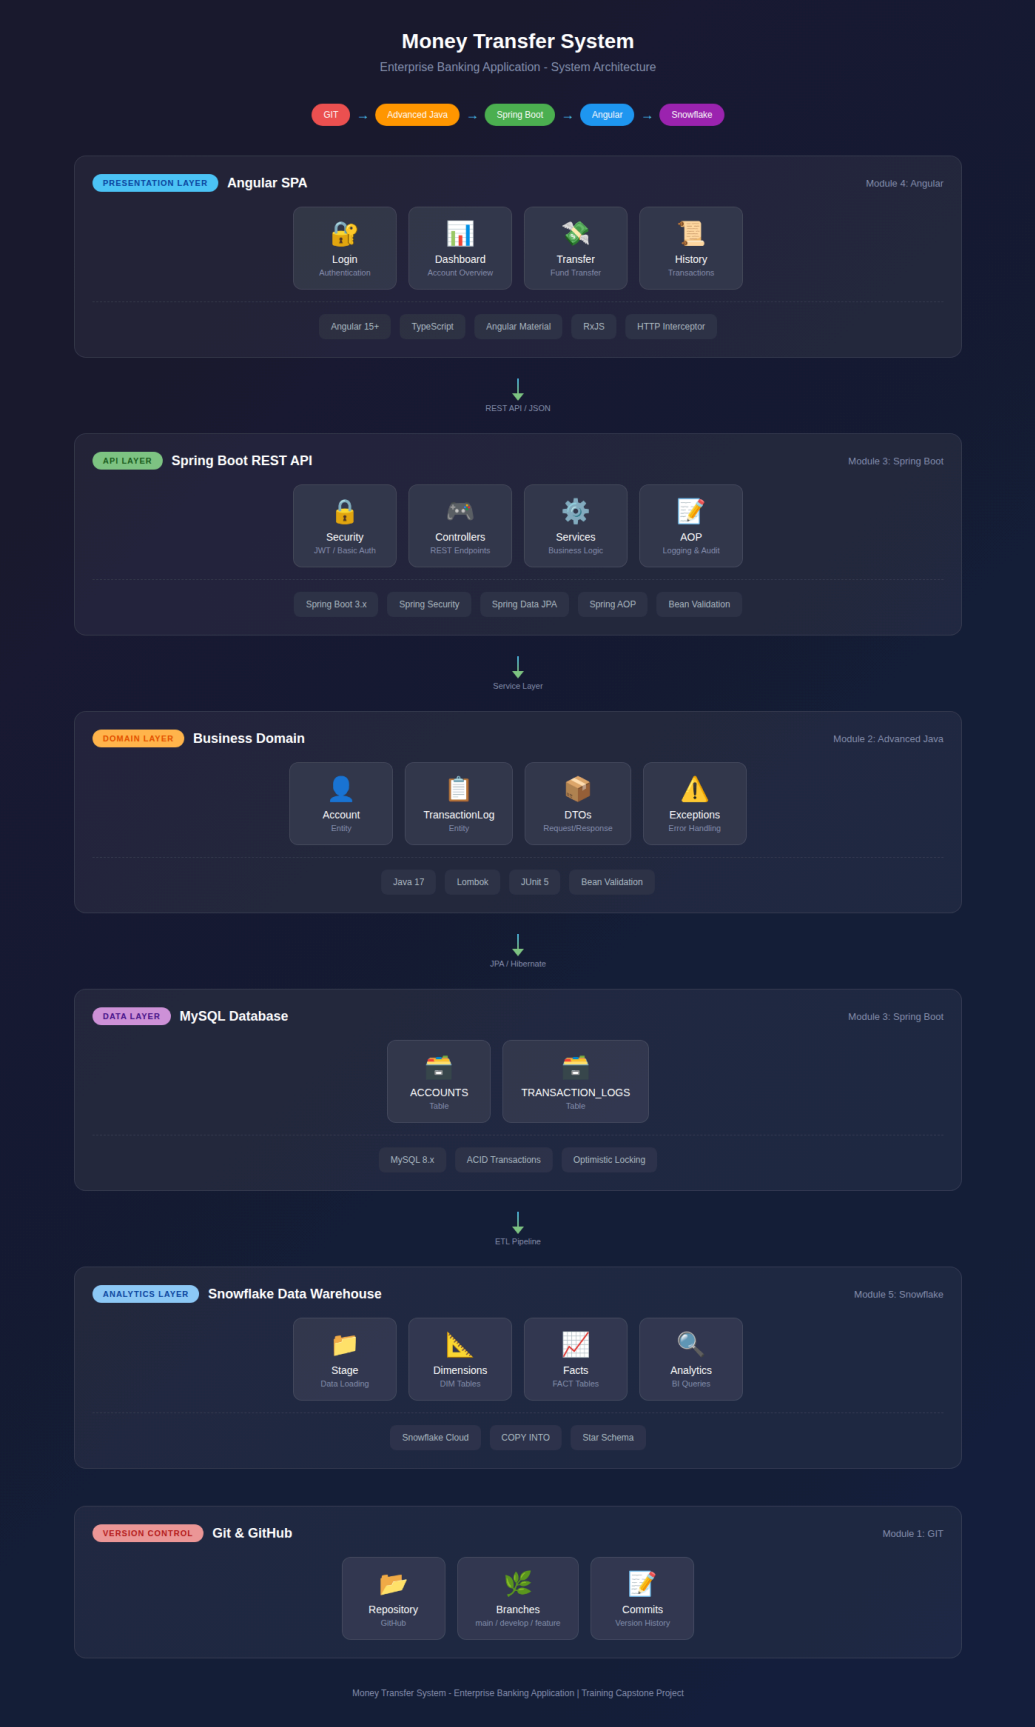 Money Transfer System
Enterprise Banking Application - System Architecture
GIT → Advanced Java → Spring Boot → Angular → Snowflake
PRESENTATION LAYER Angular SPA Module 4: Angular
Login Dashboard Transfer History
Authentication Account Overview Fund Transfer Transactions
Angular 15+ TypeScript Angular Material RxJS HTTP Interceptor
REST API / JSON
API LAYER Spring Boot REST API Module 3: Spring Boot
Security Controllers Services AOP
JWT / Basic Auth REST Endpoints Business Logic Logging & Audit
Spring Boot 3.x Spring Security Spring Data JPA Spring AOP Bean Validation
Service Layer
DOMAIN LAYER Business Domain Module 2: Advanced Java
Account TransactionLog DTOs Exceptions
Entity Entity Request/Response Error Handling
Java 17 Lombok JUnit 5 Bean Validation
JPA / Hibernate
DATA LAYER MySQL Database Module 3: Spring Boot
ACCOUNTS TRANSACTION_LOGS
Table Table
MySQL 8.x ACID Transactions Optimistic Locking
ETL Pipeline
ANALYTICS LAYER Snowflake Data Warehouse Module 5: Snowflake
Stage Dimensions Facts Analytics
Data Loading DIM Tables FACT Tables BI Queries
Snowflake Cloud COPY INTO Star Schema
VERSION CONTROL Git & GitHub Module 1: GIT
Repository Branches Commits
GitHub main / develop / feature Version History
Money Transfer System - Enterprise Banking Application | Training Capstone Project